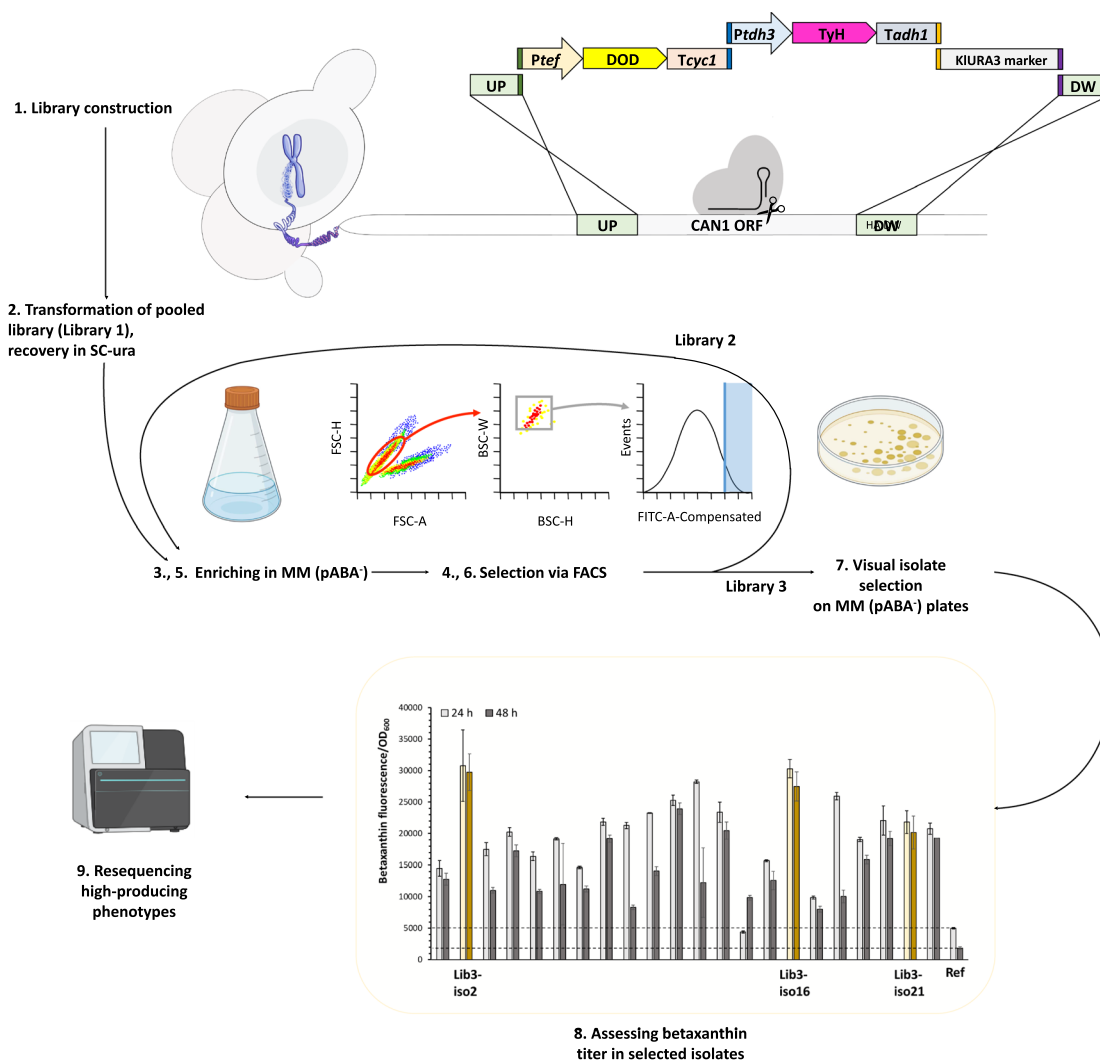 Ptdh3
TyH
Tadh1
Ptef
DOD
Tcyc1
KlURA3 marker
UP
DW
1. Library construction
UP
CAN1 ORF
DW
2. Transformation of pooled
library (Library 1),
recovery in SC-ura
Library 2
FSC-H
FSC-A
BSC-W
BSC-H
Events
FITC-A-Compensated
3., 5. Enriching in MM (pABA-)
4., 6. Selection via FACS
Library 3
7. Visual isolate
selection
on MM (pABA-) plates
24 h
48 h
Betaxanthin fluorescence/OD600
40000
35000
30000
25000
20000
15000
10000
5000
0
Lib3-
iso2
Lib3-
iso16
Lib3-
iso21
Ref
9. Resequencing
high-producing
phenotypes
8. Assessing betaxanthin
titer in selected isolates